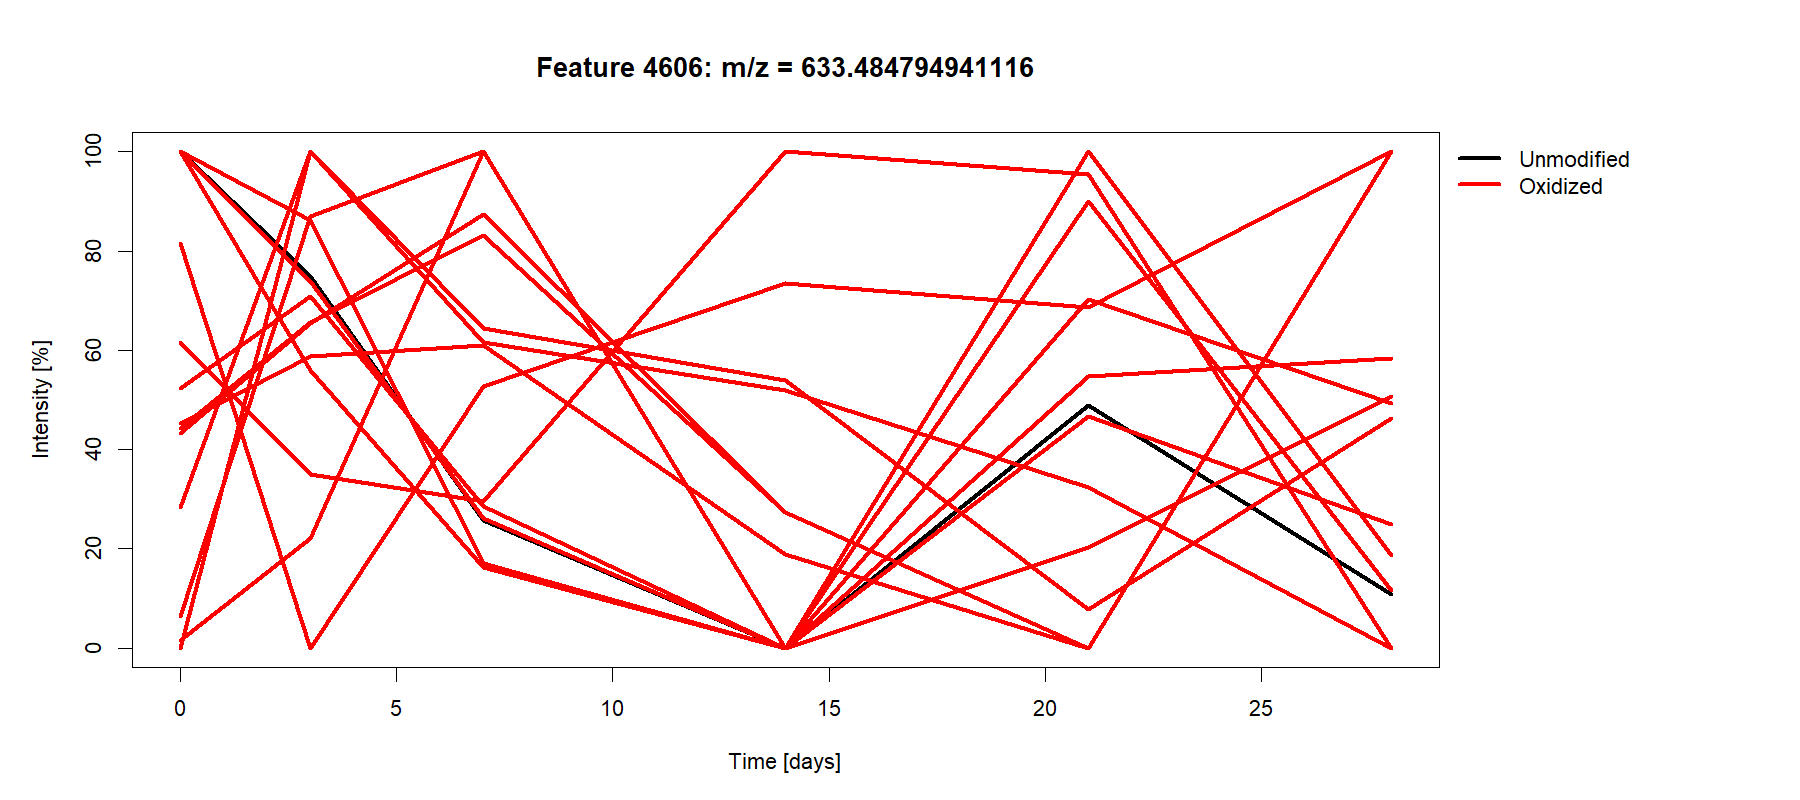 Feature 4606: m/z = 633.484794941116
Unmodified
Oxidized
100
80
60
40
20
0
Intensity [%]
0 5 10 15 20 25
Time [days]